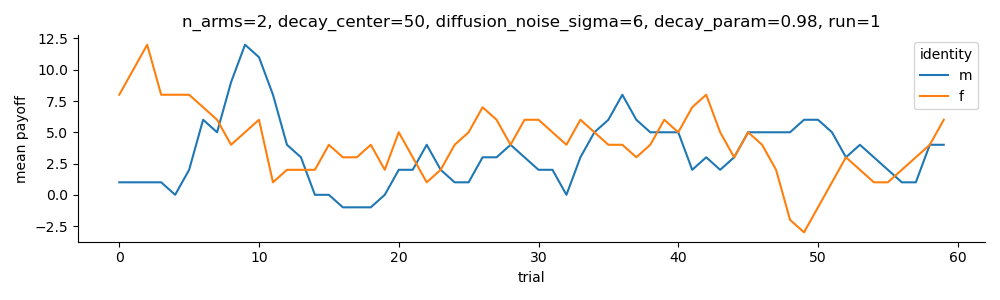 n_arms=2, decay_center=50, diffusion_noise_sigma=6, decay_param=0.98, run=1
identity
m
f
mean payoff
12.5
10.0
7.5
5.0
2.5
0.0
−2.5
0 10 20 30 40 50 60
trial